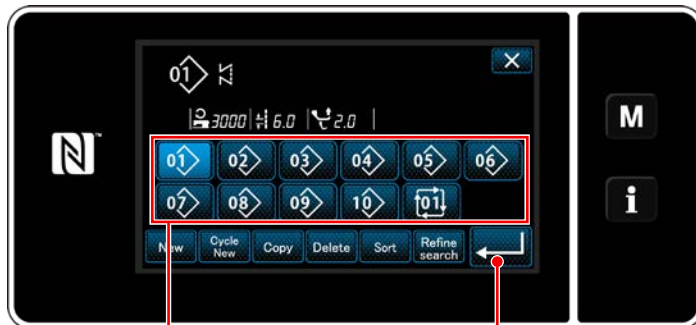 01
3000 6.0 2.0
01 02 03 04 05 06
07 08 09 10 01
New Cycle New Copy Delete Sort Refine search
M
i
N